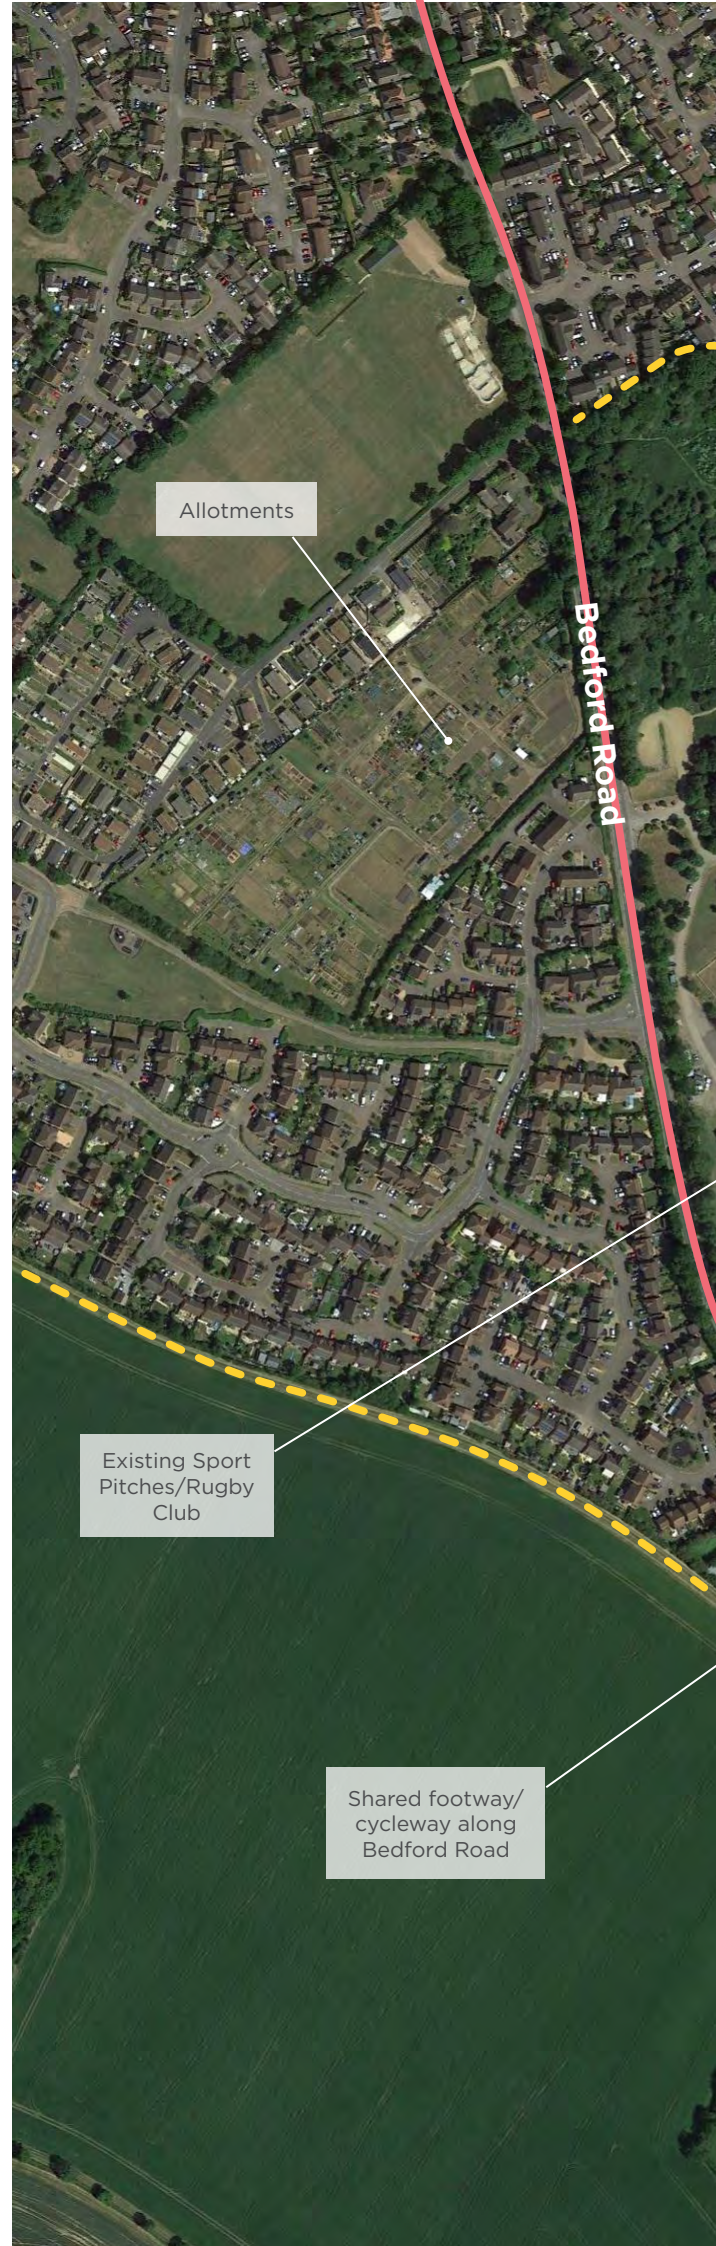 Allotments
Bedford Road
Existing Sport
Pitches/Rugby
Club
Shared footway/
cycleway along
Bedford Road